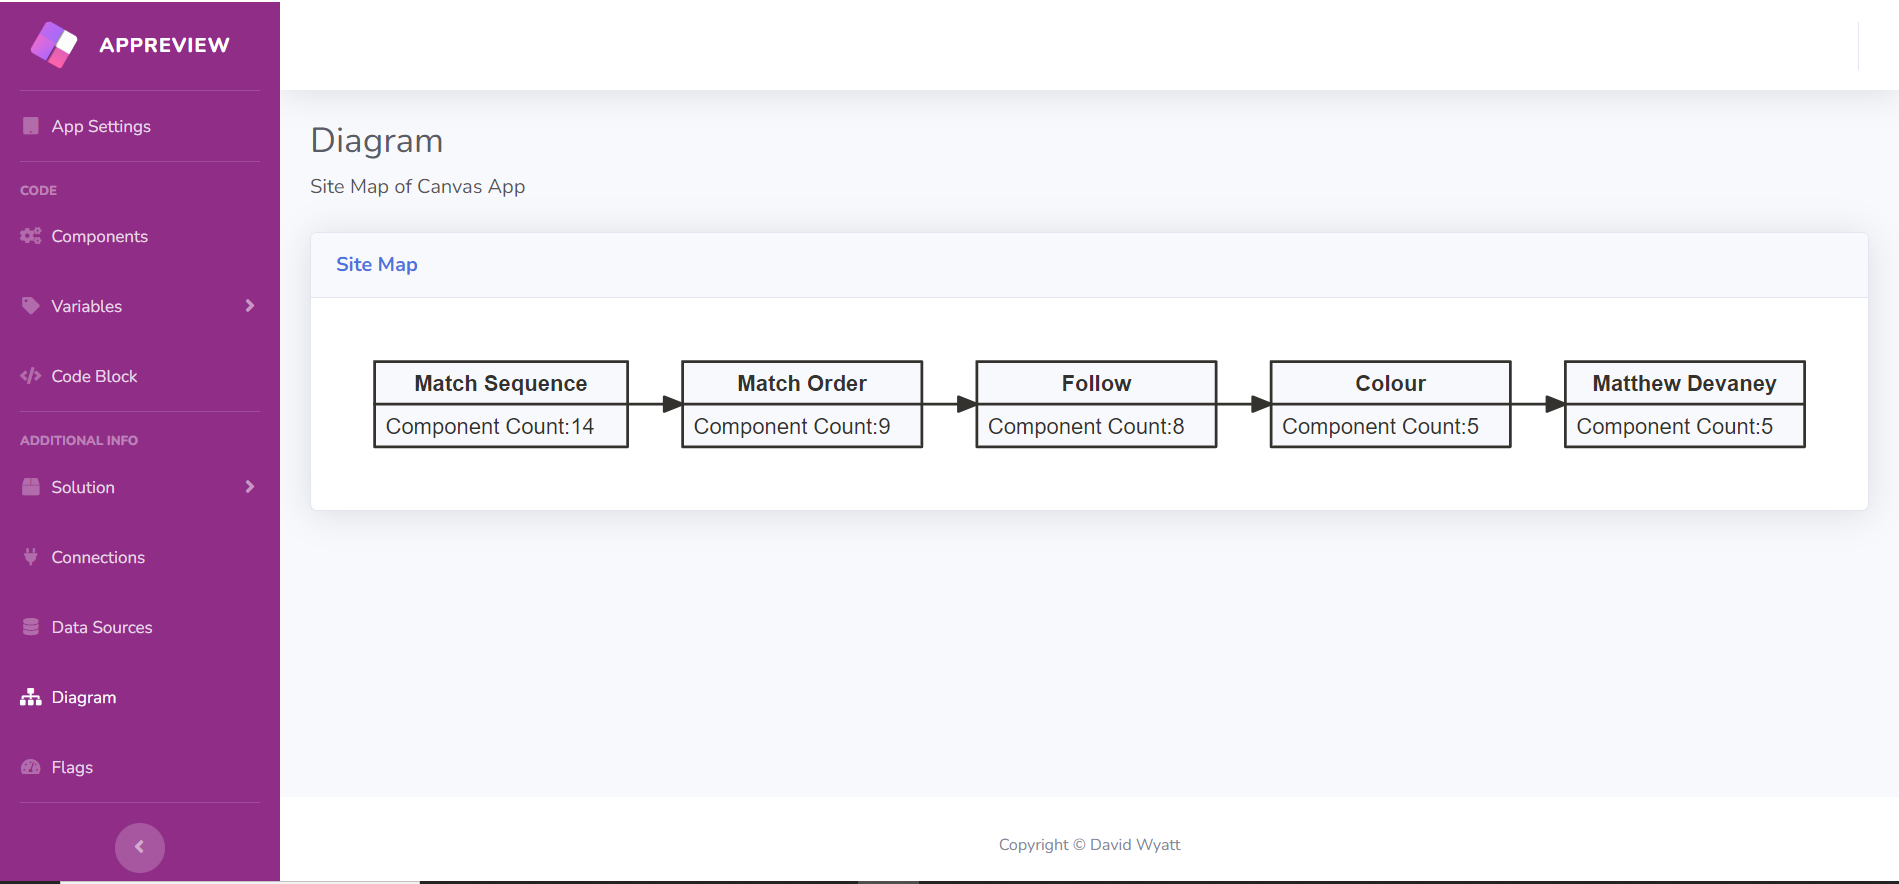 APPREVIEW
App Settings
CODE
Components
Variables
Code Block
ADDITIONAL INFO
Solution
Connections
Data Sources
Diagram
Flags
Diagram
Site Map of Canvas App
Site Map
Match Sequence
Component Count:14
Match Order
Component Count:9
Follow
Component Count:8
Colour
Component Count:5
Matthew Devaney
Component Count:5
Copyright © David Wyatt